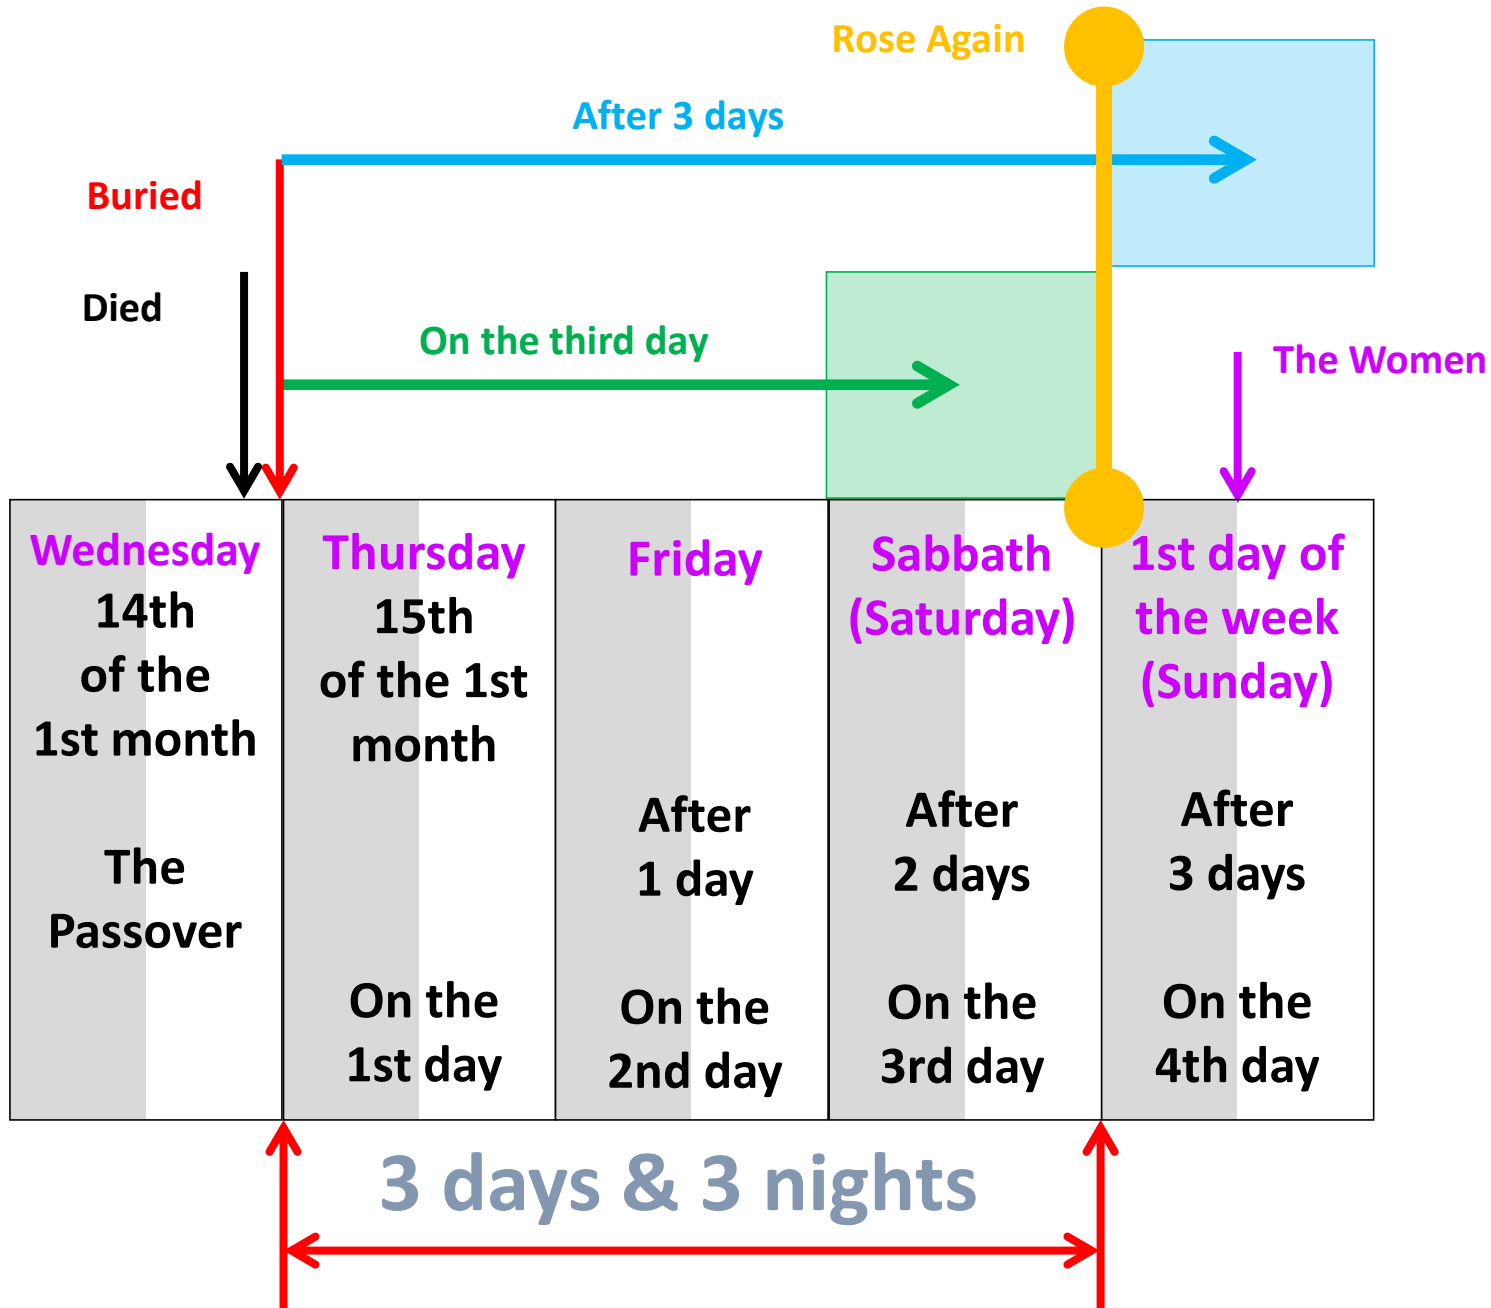 Rose Again
After 3 days
Buried
Died
On the third day
The Women
Wednesday
14th
of the
1st month
The
Passover
Thursday
15th
of the 1st
month
On the
1st day
Friday
After
1 day
On the
2nd day
Sabbath
(Saturday)
After
2 days
On the
3rd day
1st day of
the week
(Sunday)
After
3 days
On the
4th day
3 days & 3 nights